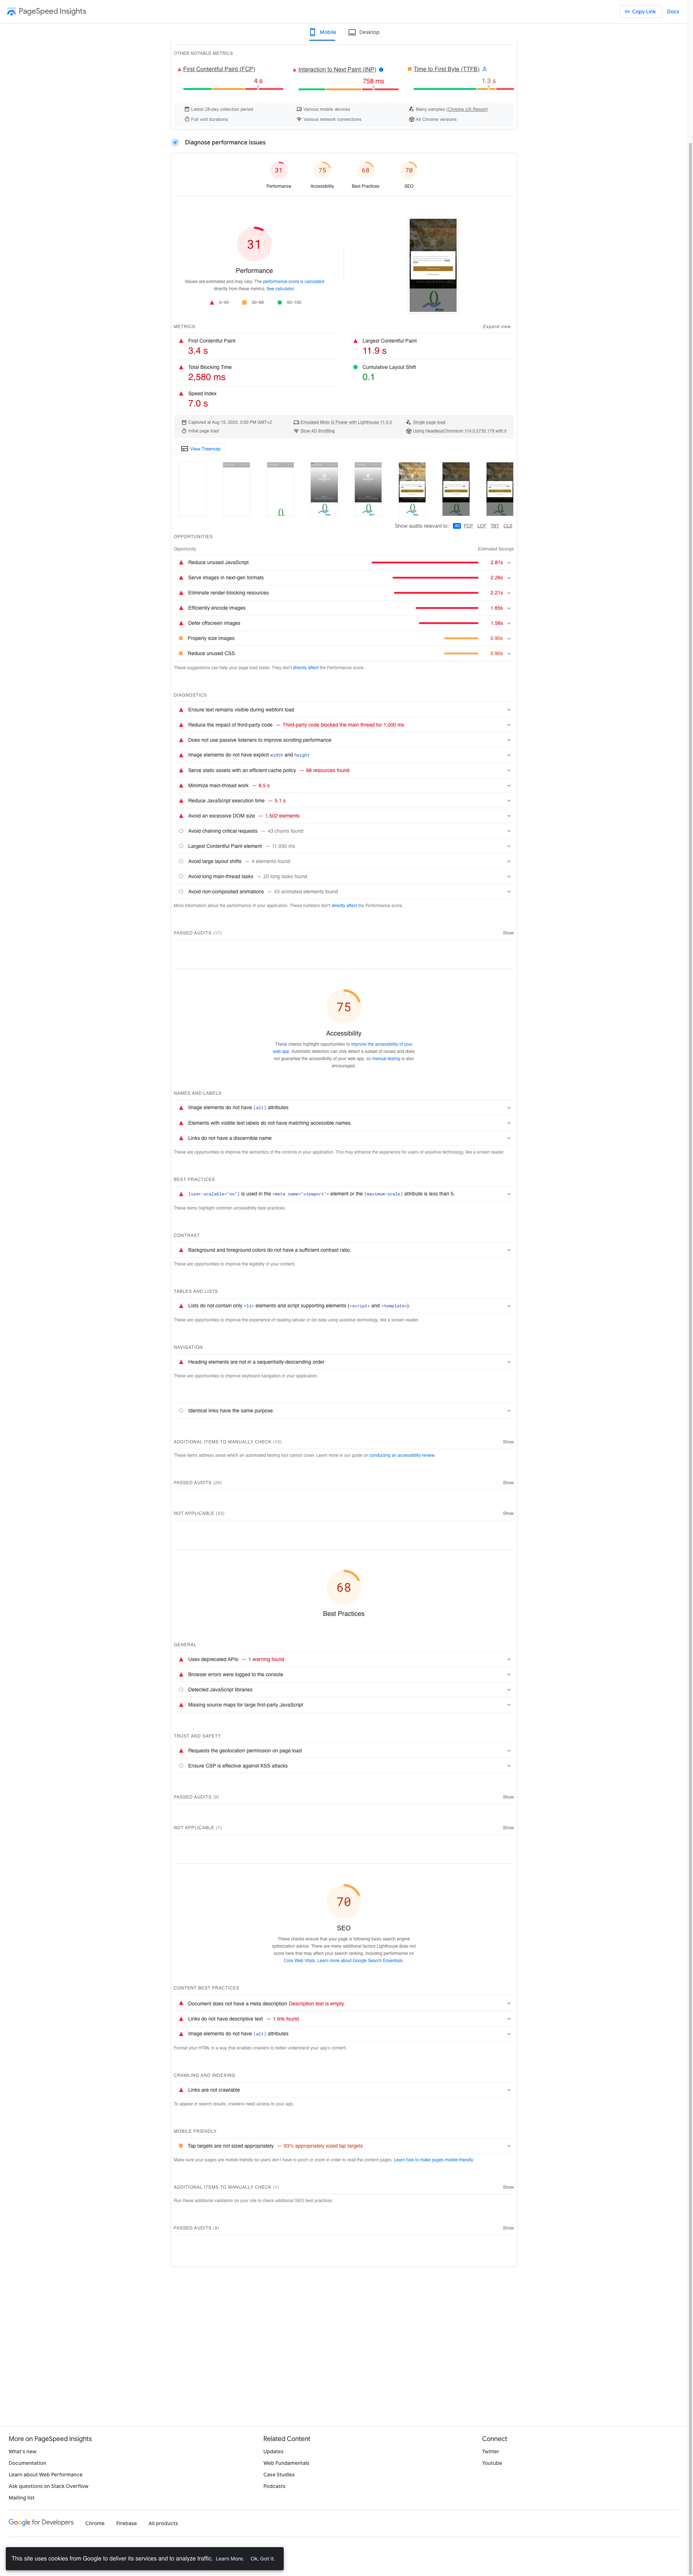 PageSpeed Insights
Copy Link
Docs
Mobile
Desktop
OTHER NOTABLE METRICS
First Contentful Paint (FCP)
4 s
Interaction to Next Paint (INP)
758 ms
Time to First Byte (TTFB)
1.3 s
Latest 28-day collection period
Various mobile devices
Many samples (Chrome UX Report)
Full visit durations
Various network connections
All Chrome versions
Diagnose performance issues
31
75
68
70
Performance
Accessibility
Best Practices
SEO
31
Performance
Values are estimated and may vary. The performance score is calculated
directly from these metrics. See calculator.
0–49
50–89
90–100
METRICS
Expand view
First Contentful Paint
3.4 s
Largest Contentful Paint
11.9 s
Total Blocking Time
2,580 ms
Cumulative Layout Shift
0.1
Speed Index
7.0 s
Captured at Aug 15, 2023, 3:00 PM GMT+2
Emulated Moto G Power with Lighthouse 11.0.0
Single page load
Initial page load
Slow 4G throttling
Using HeadlessChromium 114.0.5735.179 with lr
View Treemap
Show audits relevant to: All FCP LCP TBT CLS
OPPORTUNITIES
Opportunity
Estimated Savings
Reduce unused JavaScript 2.81s
Serve images in next-gen formats 2.26s
Eliminate render-blocking resources 2.21s
Efficiently encode images 1.65s
Defer offscreen images 1.56s
Properly size images 0.90s
Reduce unused CSS 0.90s
These suggestions can help your page load faster. They don't directly affect the Performance score.
DIAGNOSTICS
Ensure text remains visible during webfont load
Reduce the impact of third-party code — Third-party code blocked the main thread for 1,000 ms
Does not use passive listeners to improve scrolling performance
Image elements do not have explicit width and height
Serve static assets with an efficient cache policy — 68 resources found
Minimize main-thread work — 8.5 s
Reduce JavaScript execution time — 5.1 s
Avoid an excessive DOM size — 1,502 elements
Avoid chaining critical requests — 43 chains found
Largest Contentful Paint element — 11,930 ms
Avoid large layout shifts — 4 elements found
Avoid long main-thread tasks — 20 long tasks found
Avoid non-composited animations — 43 animated elements found
More information about the performance of your application. These numbers don't directly affect the Performance score.
PASSED AUDITS (17)
Show
75
Accessibility
These checks highlight opportunities to improve the accessibility of your
web app. Automatic detection can only detect a subset of issues and does
not guarantee the accessibility of your web app, so manual testing is also
encouraged.
NAMES AND LABELS
Image elements do not have [alt] attributes
Elements with visible text labels do not have matching accessible names.
Links do not have a discernible name
These are opportunities to improve the semantics of the controls in your application. This may enhance the experience for users of assistive technology, like a screen reader.
BEST PRACTICES
[user-scalable="no"] is used in the <meta name="viewport"> element or the [maximum-scale] attribute is less than 5.
These items highlight common accessibility best practices.
CONTRAST
Background and foreground colors do not have a sufficient contrast ratio.
These are opportunities to improve the legibility of your content.
TABLES AND LISTS
Lists do not contain only <li> elements and script supporting elements (<script> and <template>).
These are opportunities to improve the experience of reading tabular or list data using assistive technology, like a screen reader.
NAVIGATION
Heading elements are not in a sequentially-descending order
These are opportunities to improve keyboard navigation in your application.
Identical links have the same purpose.
ADDITIONAL ITEMS TO MANUALLY CHECK (10)
Show
These items address areas which an automated testing tool cannot cover. Learn more in our guide on conducting an accessibility review.
PASSED AUDITS (20)
Show
NOT APPLICABLE (33)
Show
68
Best Practices
GENERAL
Uses deprecated APIs — 1 warning found
Browser errors were logged to the console
Detected JavaScript libraries
Missing source maps for large first-party JavaScript
TRUST AND SAFETY
Requests the geolocation permission on page load
Ensure CSP is effective against XSS attacks
PASSED AUDITS (9)
Show
NOT APPLICABLE (1)
Show
70
SEO
These checks ensure that your page is following basic search engine
optimization advice. There are many additional factors Lighthouse does not
score here that may affect your search ranking, including performance on
Core Web Vitals. Learn more about Google Search Essentials.
CONTENT BEST PRACTICES
Document does not have a meta description Description text is empty.
Links do not have descriptive text — 1 link found
Image elements do not have [alt] attributes
Format your HTML in a way that enables crawlers to better understand your app's content.
CRAWLING AND INDEXING
Links are not crawlable
To appear in search results, crawlers need access to your app.
MOBILE FRIENDLY
Tap targets are not sized appropriately — 93% appropriately sized tap targets
Make sure your pages are mobile friendly so users don't have to pinch or zoom in order to read the content pages. Learn how to make pages mobile-friendly.
ADDITIONAL ITEMS TO MANUALLY CHECK (1)
Show
Run these additional validators on your site to check additional SEO best practices.
PASSED AUDITS (9)
Show
More on PageSpeed Insights
What's new
Documentation
Learn about Web Performance
Ask questions on Stack Overflow
Mailing list
Related Content
Updates
Web Fundamentals
Case Studies
Podcasts
Connect
Twitter
Youtube
Google for Developers
Chrome
Firebase
All products
This site uses cookies from Google to deliver its services and to analyze traffic. Learn More. Ok, Got it.